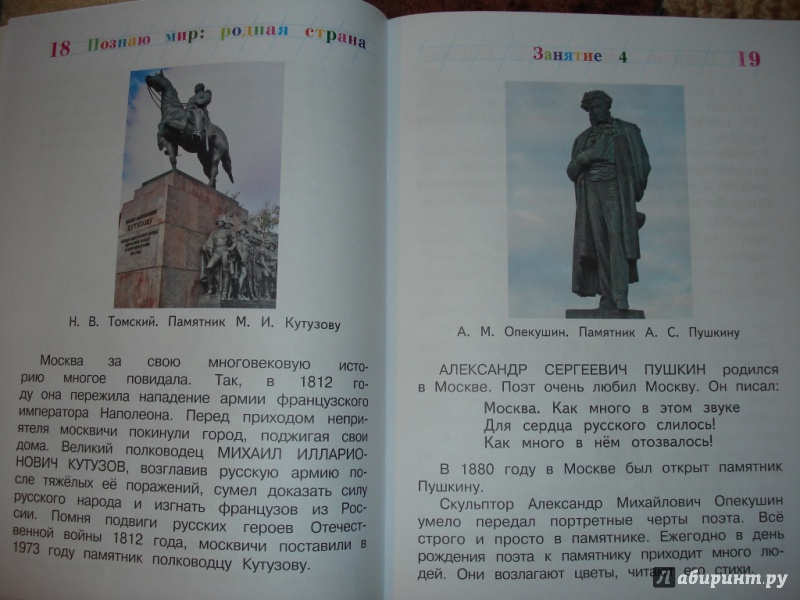 18 Познаю мир: родная страна
КУТУЗОВУ
Н. В. Томский. Памятник М. И. Кутузову
Москва за свою многовековую исто-
рию многое повидала. Так, в 1812 го-
ду она пережила нападение армии французского
императора Наполеона. Перед приходом непри-
ятеля москвичи покинули город, поджигая свои
дома. Великий полководец МИХАИЛ ИЛЛАРИО-
НОВИЧ КУТУЗОВ, возглавив русскую армию по-
сле тяжёлых её поражений, сумел доказать силу
русского народа и изгнать французов из Рос-
сии. Помня подвиги русских героев Отечест-
венной войны 1812 года, москвичи поставили в
1973 году памятник полководцу Кутузову.
Занятие 4 19
А. М. Опекушин. Памятник А. С. Пушкину
АЛЕКСАНДР СЕРГЕЕВИЧ ПУШКИН родился
в Москве. Поэт очень любил Москву. Он писал:
Москва. Как много в этом звуке
Для сердца русского слилось!
Как много в нём отозвалось!
В 1880 году в Москве был открыт памятник
Пушкину.
Скульптор Александр Михайлович Опекушин
умело передал портретные черты поэта. Всё
строго и просто в памятнике. Ежегодно в день
рождения поэта к памятнику приходит много лю-
дей. Они возлагают цветы, читают его стихи.
Лабиринт.ру